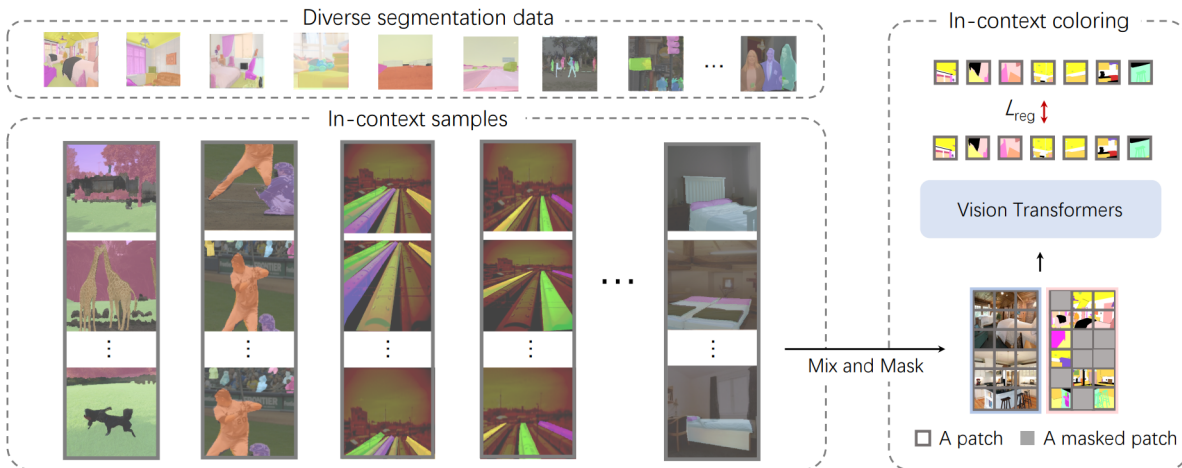 Diverse segmentation data
...
In-context samples
...
Mix and Mask
In-context coloring
ℒreg
Vision Transformers
A patch
A masked patch